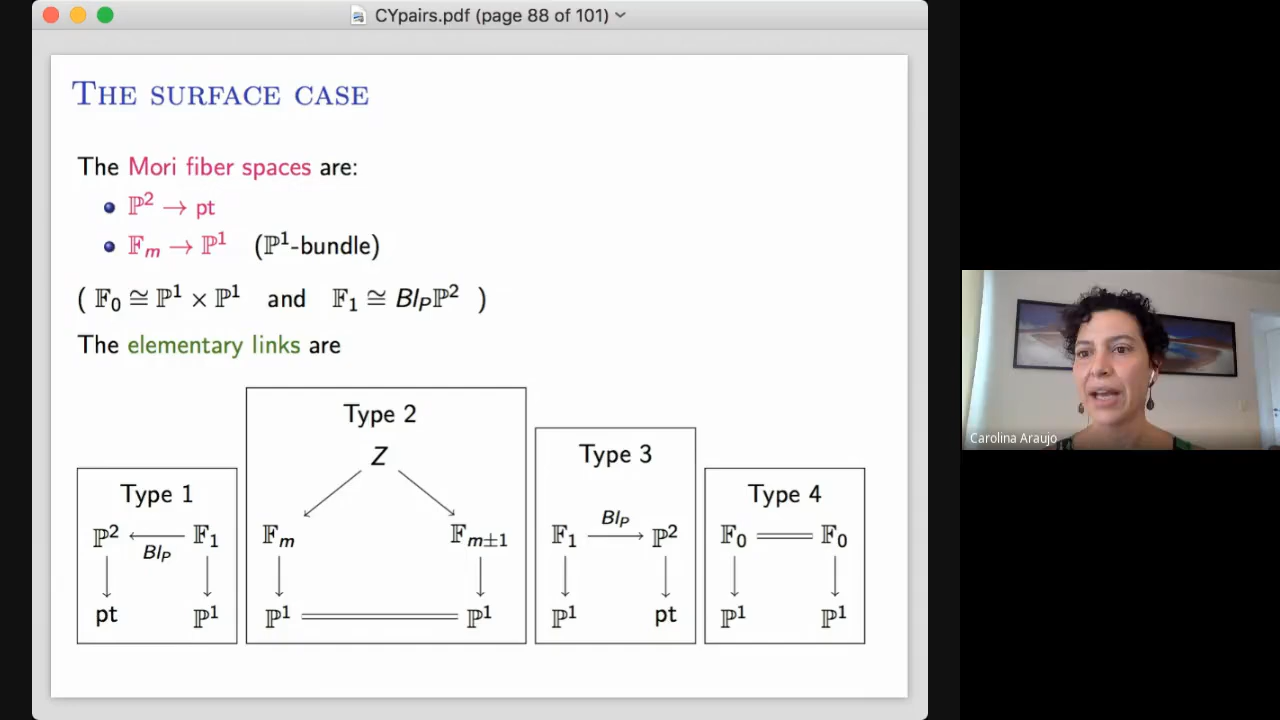 CYpairs.pdf (page 88 of 101)
THE SURFACE CASE
The Mori fiber spaces are:
ℙ² → pt
𝔽ₘ → ℙ¹ (ℙ¹-bundle)
( 𝔽₀ ≅ ℙ¹ × ℙ¹ and 𝔽₁ ≅ Bl_P ℙ² )
The elementary links are
Type 1
ℙ² ← 𝔽₁
Bl_P
pt ℙ¹
Type 2
Z
𝔽ₘ 𝔽ₘ±₁
ℙ¹ ℙ¹
Type 3
Bl_P
𝔽₁ → ℙ²
ℙ¹ pt
Type 4
𝔽₀ 𝔽₀
ℙ¹ ℙ¹
Carolina Araujo